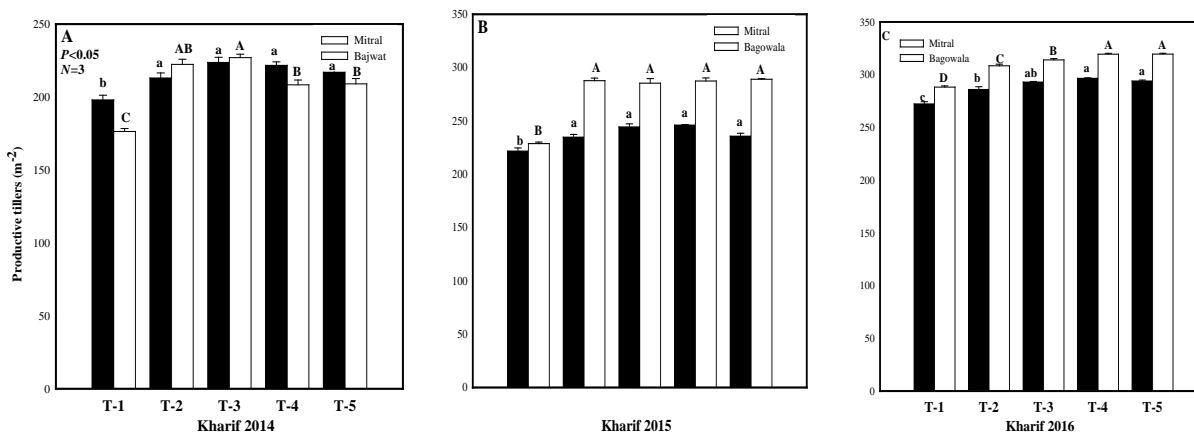 A
P<0.05
N=3
Mitral
Bajwat
b
C
a
AB
a
A
a
B
a
B
Productive tillers (m-2)
250
200
150
100
50
0
T-1 T-2 T-3 T-4 T-5
Kharif 2014
B
Mitral
Bagowala
b
B
a
A
a
A
a
A
a
A
350
300
250
200
150
100
50
0
Kharif 2015
C
Mitral
Bagowala
c
D
b
C
ab
B
a
A
a
A
350
300
250
200
150
100
50
0
T-1 T-2 T-3 T-4 T-5
Kharif 2016